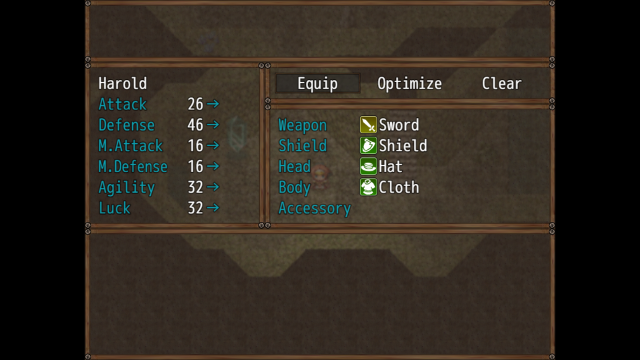 Harold
Attack 26→
Defense 46→
M.Attack 16→
M.Defense 16→
Agility 32→
Luck 32→
Equip Optimize Clear
Weapon Sword
Shield Shield
Head Hat
Body Cloth
Accessory